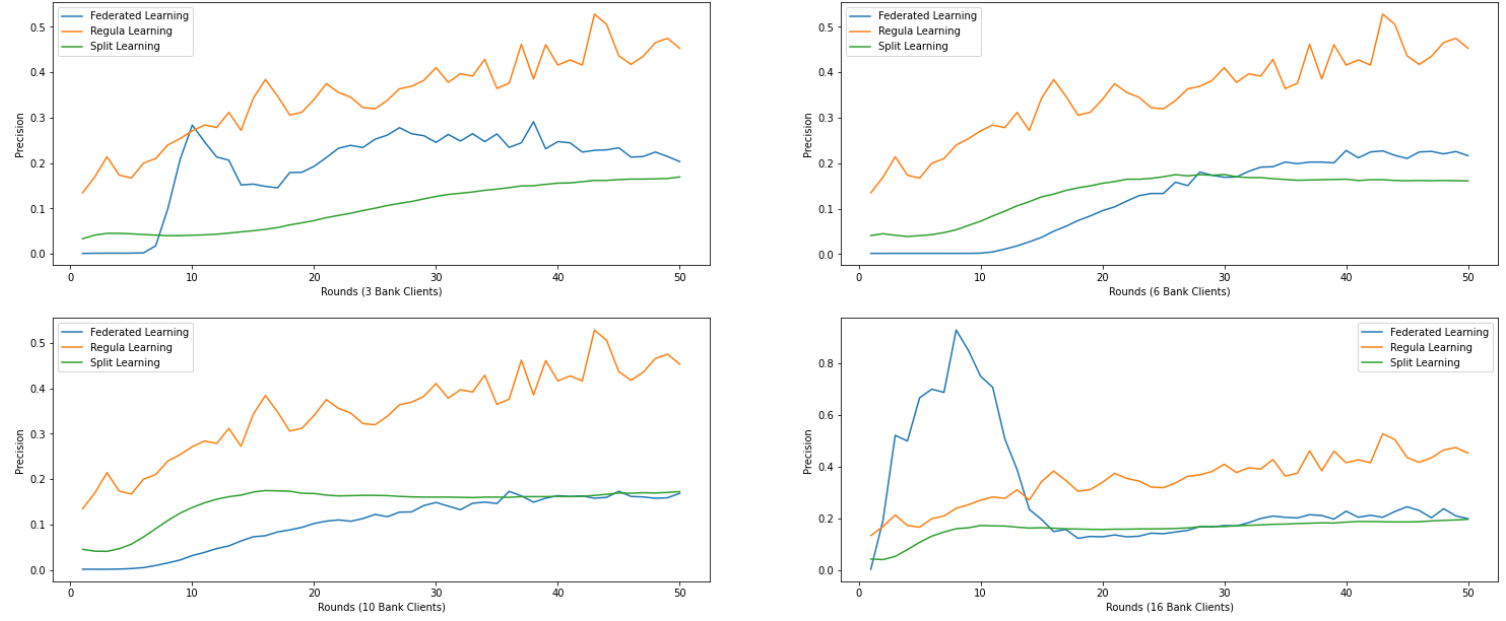 Federated Learning
Regula Learning
Split Learning
0.5
0.4
0.3
0.2
0.1
0.0
Precision
0 10 20 30 40 50
Rounds (3 Bank Clients)
Federated Learning
Regula Learning
Split Learning
0.5
0.4
0.3
0.2
0.1
0.0
Precision
0 10 20 30 40 50
Rounds (6 Bank Clients)
Federated Learning
Regula Learning
Split Learning
0.5
0.4
0.3
0.2
0.1
0.0
Precision
0 10 20 30 40 50
Rounds (10 Bank Clients)
Federated Learning
Regula Learning
Split Learning
0.8
0.6
0.4
0.2
0.0
Precision
0 10 20 30 40 50
Rounds (16 Bank Clients)